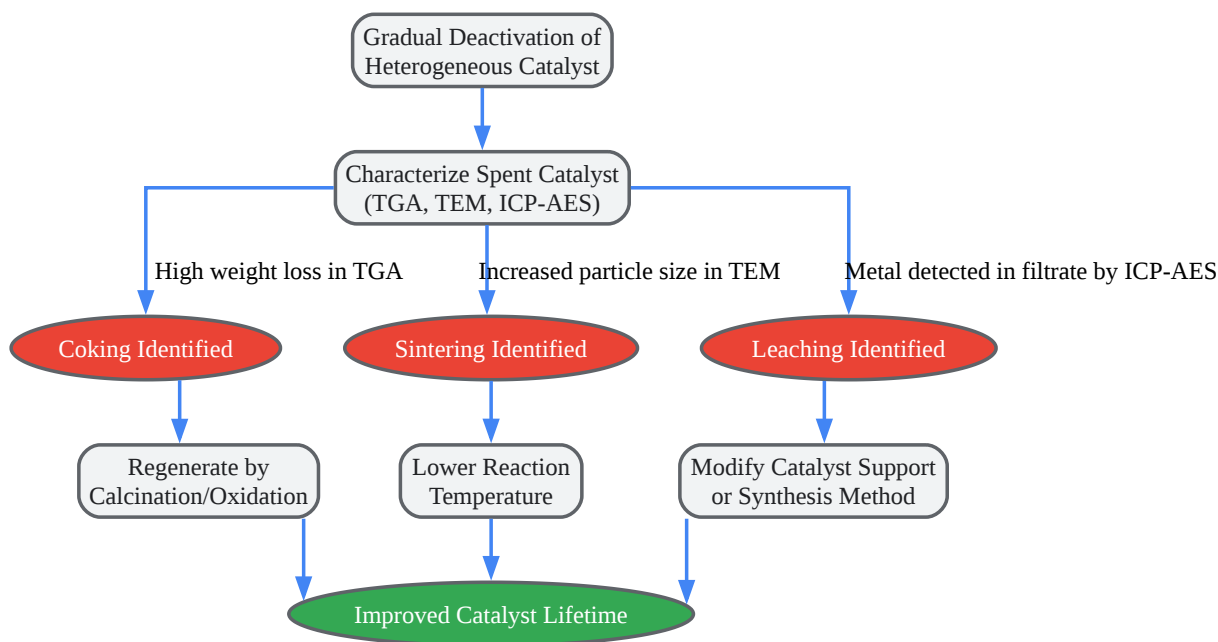 Gradual Deactivation of
Heterogeneous Catalyst
Characterize Spent Catalyst
(TGA, TEM, ICP-AES)
High weight loss in TGA
Increased particle size in TEM
Metal detected in filtrate by ICP-AES
Coking Identified
Sintering Identified
Leaching Identified
Regenerate by
Calcination/Oxidation
Lower Reaction
Temperature
Modify Catalyst Support
or Synthesis Method
Improved Catalyst Lifetime